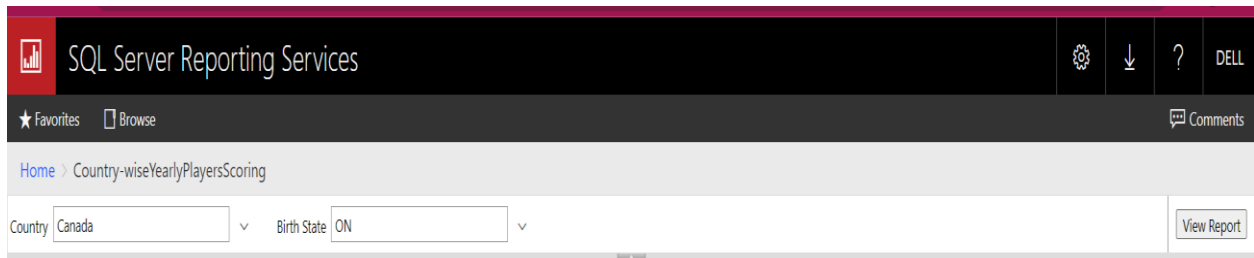 SQL Server Reporting Services ? DELL
Favorites Browse Comments
Home > Country-wiseYearlyPlayersScoring
Country Canada Birth State ON View Report